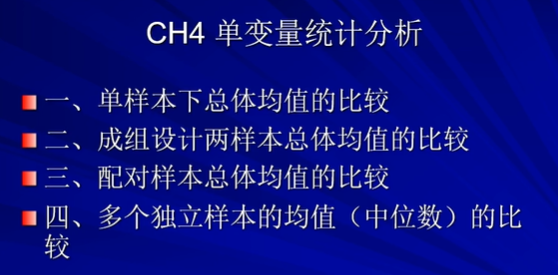 CH4 单变量统计分析
一、单样本下总体均值的比较
二、成组设计两样本总体均值的比较
三、配对样本总体均值的比较
四、多个独立样本的均值（中位数）的比
较